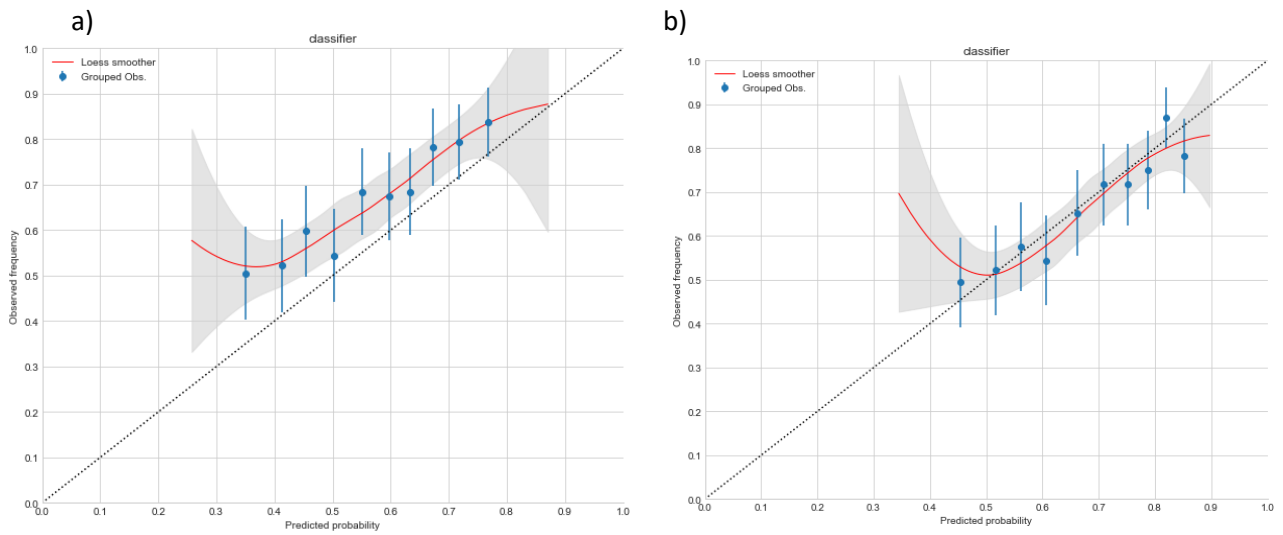 a)
classifier
Loess smoother
Grouped Obs.
1.0
0.9
0.8
0.7
0.6
0.5
0.4
0.3
0.2
0.1
0.0
Observed frequency
0.0 0.1 0.2 0.3 0.4 0.5 0.6 0.7 0.8 0.9 1.0
Predicted probability
b)
classifier
Loess smoother
Grouped Obs.
1.0
0.9
0.8
0.7
0.6
0.5
0.4
0.3
0.2
0.1
0.0
Observed frequency
0.0 0.1 0.2 0.3 0.4 0.5 0.6 0.7 0.8 0.9 1.0
Predicted probability